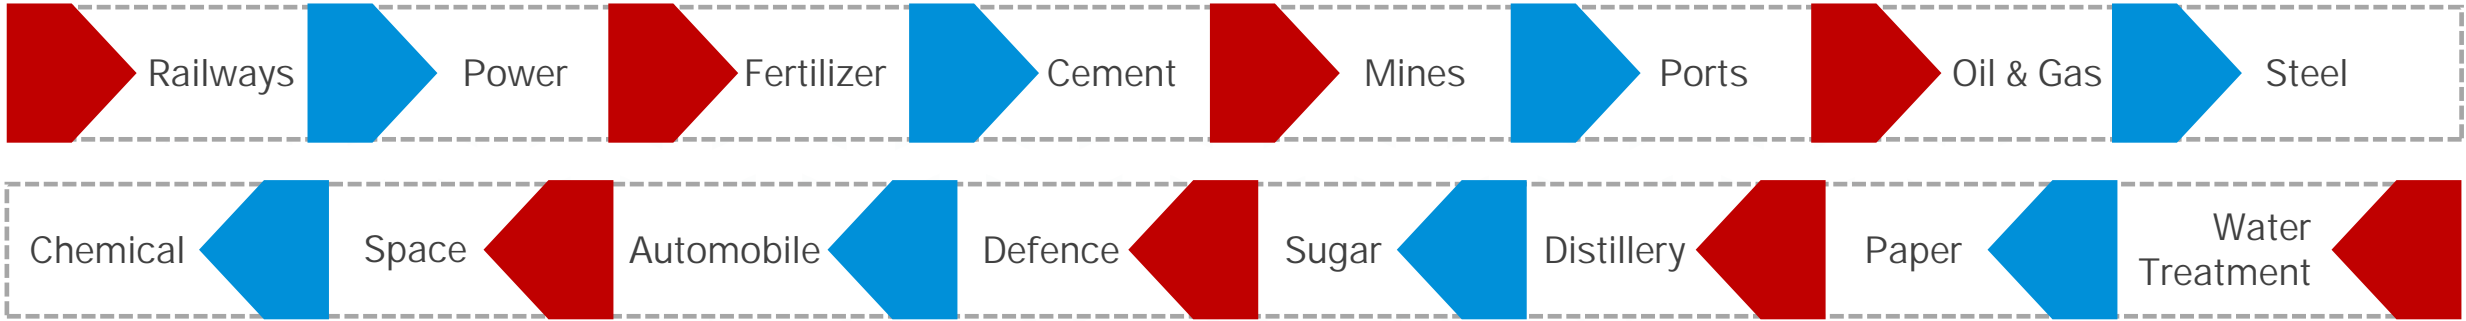 Railways
Power
Fertilizer
Cement
Mines
Ports
Oil & Gas
Steel
Chemical
Space
Automobile
Defence
Sugar
Distillery
Paper
Water
Treatment